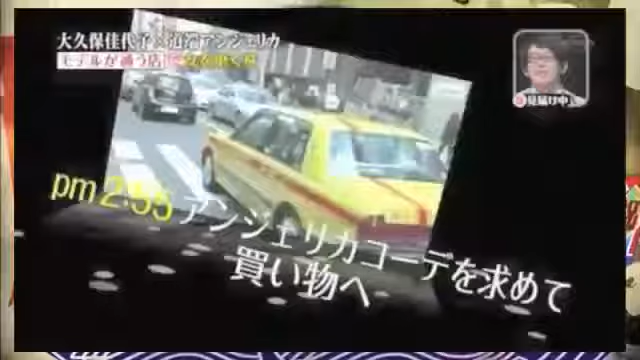 大久保佳代子×道端アンジェリカ
モデルが通う店
見届け中
pm2:55 アンジェリカコーデを求めて
買い物へ